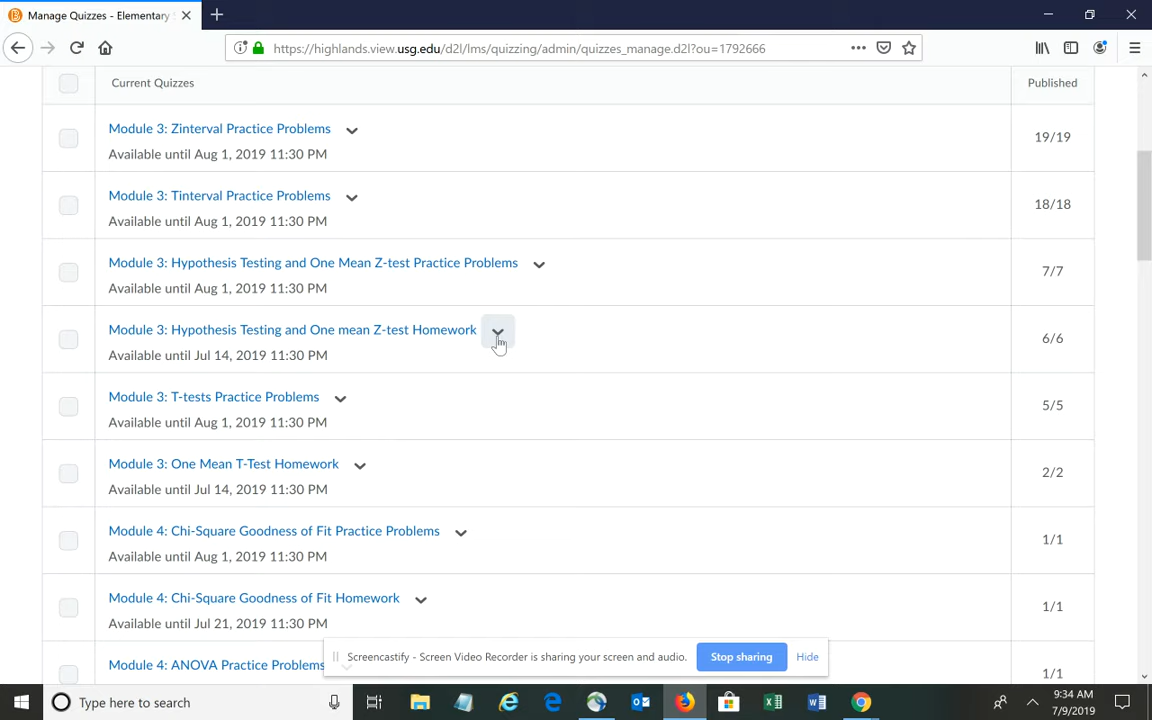 Manage Quizzes - Elementary
https://highlands.view.usg.edu/d2l/lms/quizzing/admin/quizzes_manage.d2l?ou=1792666
Current Quizzes
Published
Module 3: Zinterval Practice Problems
Available until Aug 1, 2019 11:30 PM
19/19
Module 3: Tinterval Practice Problems
Available until Aug 1, 2019 11:30 PM
18/18
Module 3: Hypothesis Testing and One Mean Z-test Practice Problems
Available until Aug 1, 2019 11:30 PM
7/7
Module 3: Hypothesis Testing and One mean Z-test Homework
Available until Jul 14, 2019 11:30 PM
6/6
Module 3: T-tests Practice Problems
Available until Aug 1, 2019 11:30 PM
5/5
Module 3: One Mean T-Test Homework
Available until Jul 14, 2019 11:30 PM
2/2
Module 4: Chi-Square Goodness of Fit Practice Problems
Available until Aug 1, 2019 11:30 PM
1/1
Module 4: Chi-Square Goodness of Fit Homework
Available until Jul 21, 2019 11:30 PM
1/1
Module 4: ANOVA Practice Problems
1/1
Screencastify - Screen Video Recorder is sharing your screen and audio.
Stop sharing
Hide
Type here to search
9:34 AM
7/9/2019